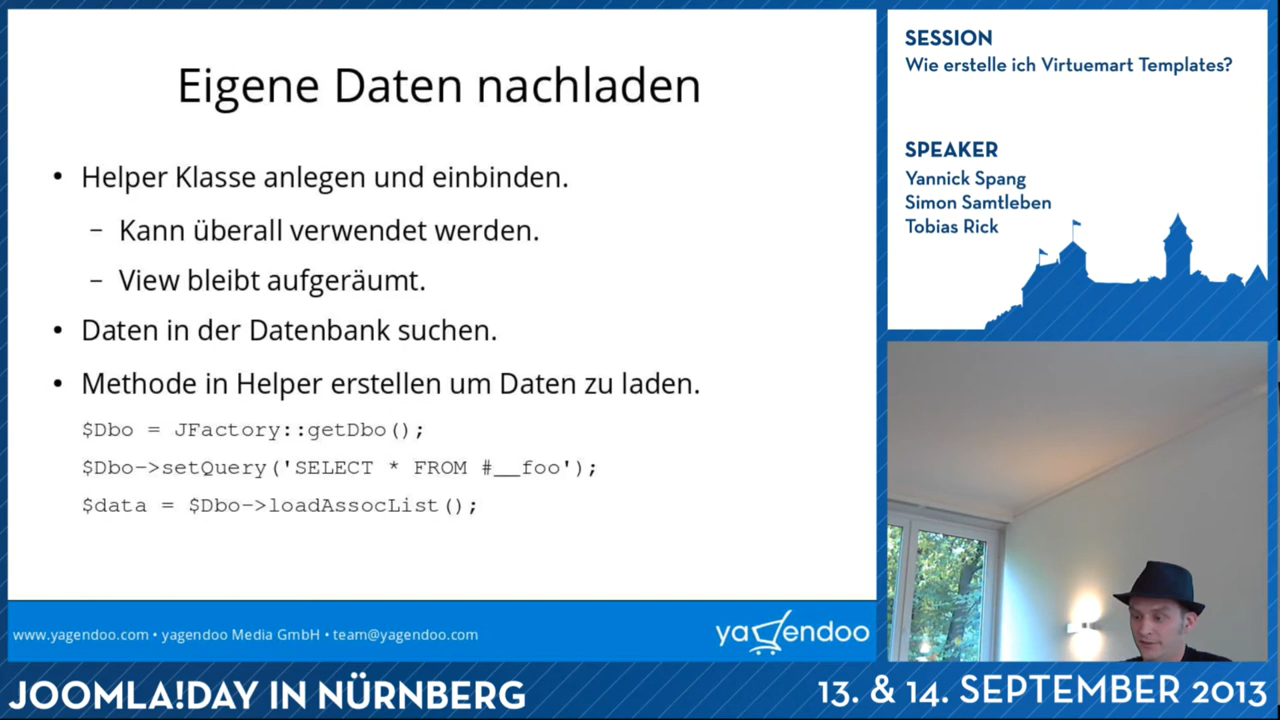 Eigene Daten nachladen
• Helper Klasse anlegen und einbinden.
– Kann überall verwendet werden.
– View bleibt aufgeräumt.
• Daten in der Datenbank suchen.
• Methode in Helper erstellen um Daten zu laden.
$Dbo = JFactory::getDbo();
$Dbo->setQuery('SELECT * FROM #__foo');
$data = $Dbo->loadAssocList();
www.yagendoo.com • yagendoo Media GmbH • team@yagendoo.com
yagendoo
SESSION
Wie erstelle ich Virtuemart Templates?
SPEAKER
Yannick Spang
Simon Samtleben
Tobias Rick
JOOMLA!DAY IN NÜRNBERG
13. & 14. SEPTEMBER 2013